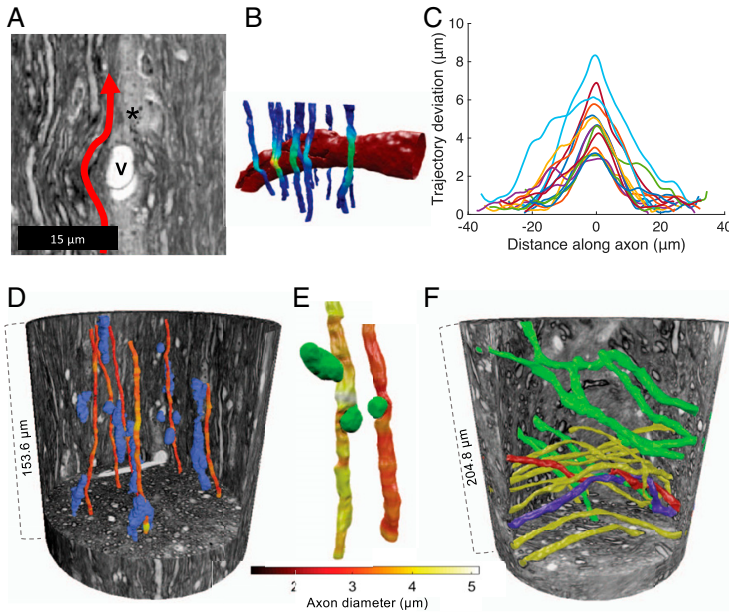 A
*
V
15 μm
B
C
Trajectory deviation (μm)
10
8
6
4
2
0
-40
-20
0
20
40
Distance along axon (μm)
D
153.6 μm
E
F
204.8 μm
2
3
4
5
Axon diameter (μm)